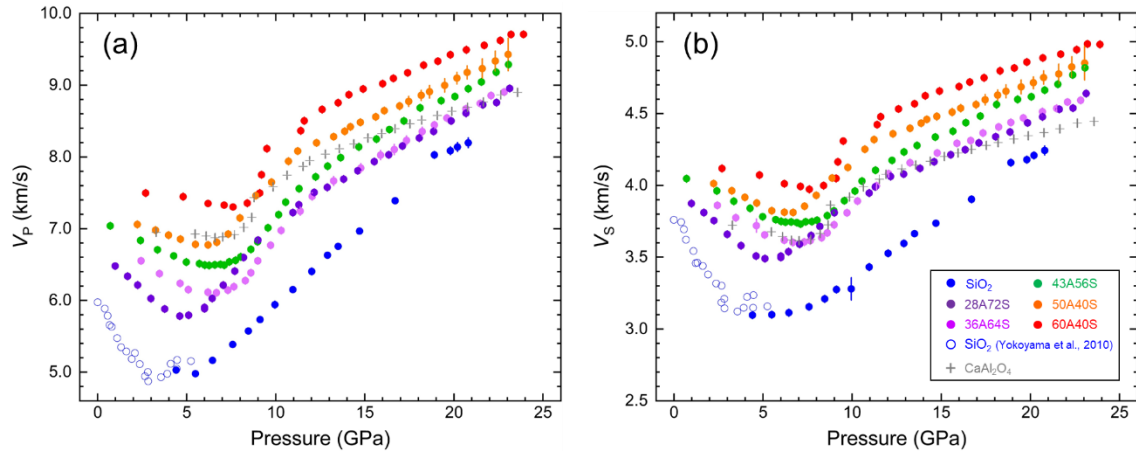 (a)
10.0
9.0
8.0
7.0
6.0
5.0
V_P (km/s)
0 5 10 15 20 25
Pressure (GPa)
(b)
5.0
4.5
4.0
3.5
3.0
2.5
V_S (km/s)
SiO₂
43A56S
28A72S
50A40S
36A64S
60A40S
SiO₂ (Yokoyama et al., 2010)
CaAl₂O₄
0 5 10 15 20 25
Pressure (GPa)